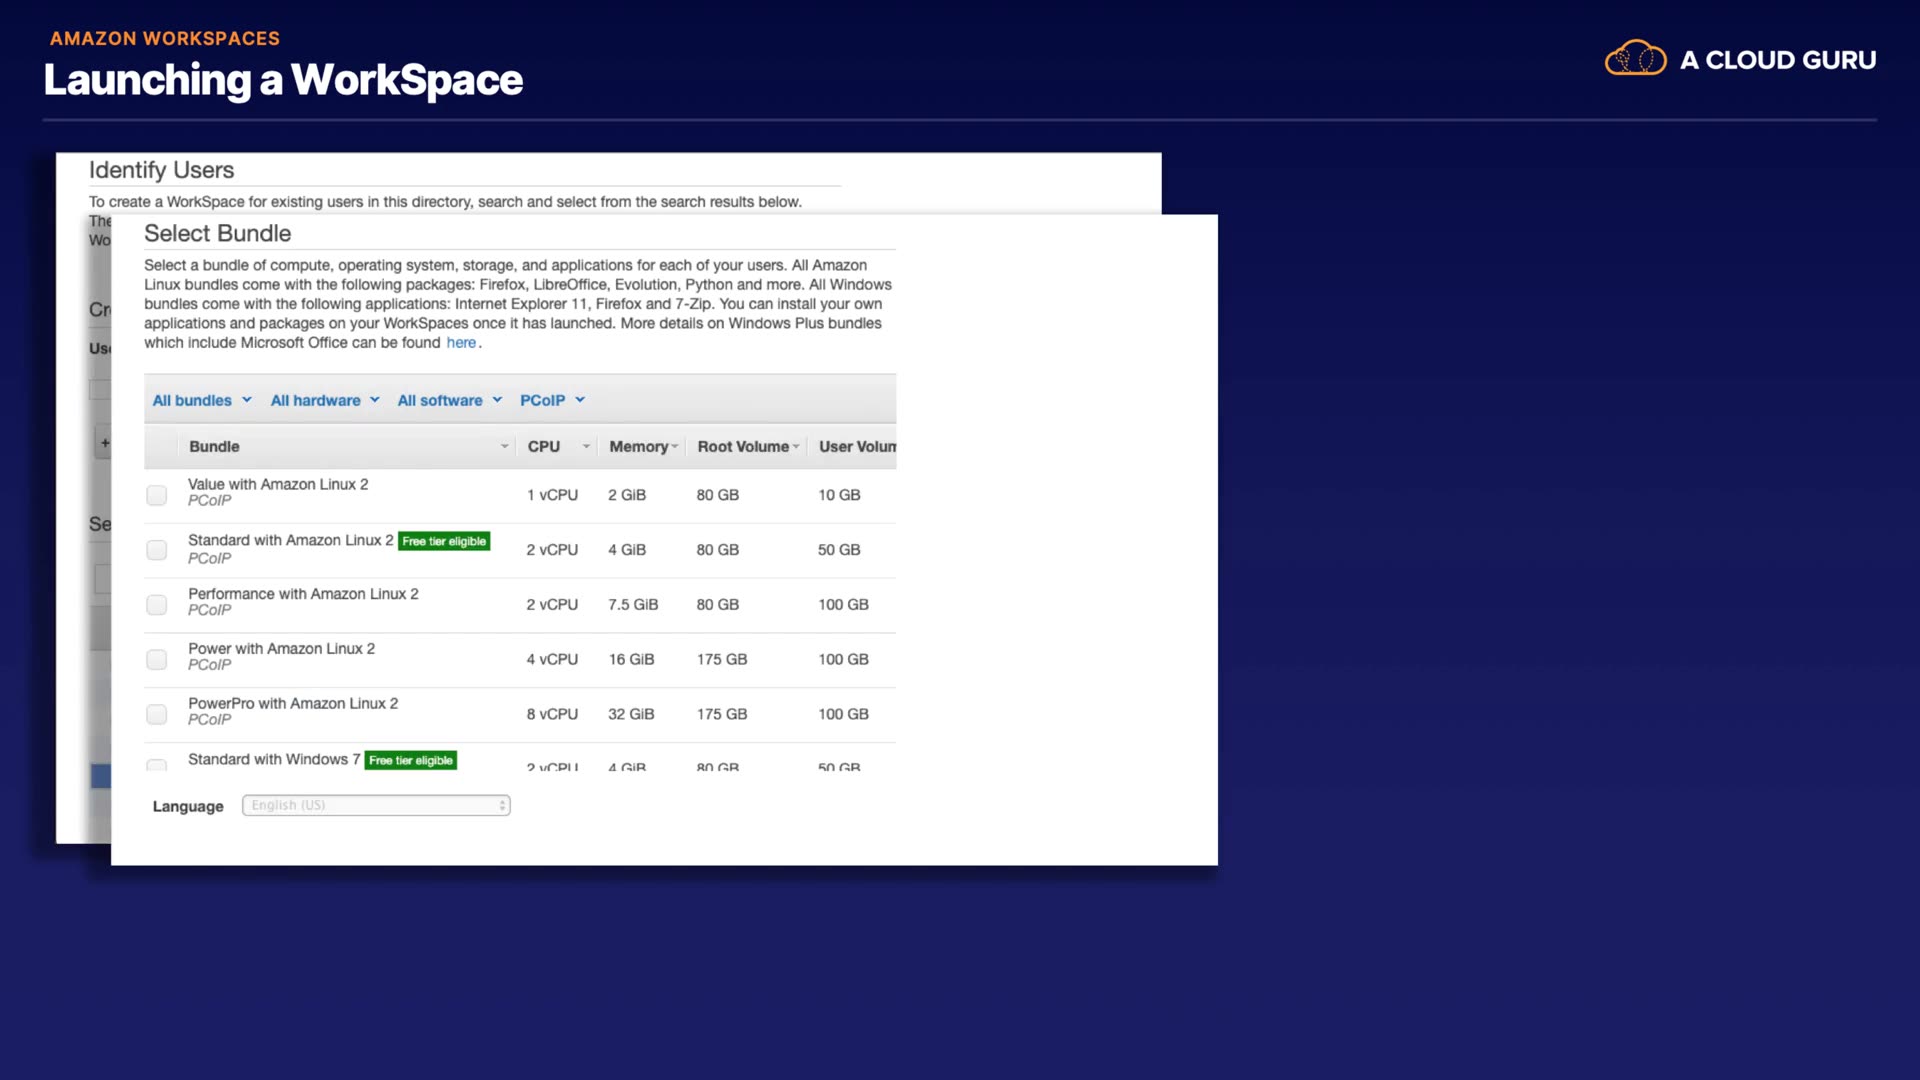 AMAZON WORKSPACES
Launching a WorkSpace
A CLOUD GURU
Identify Users
To create a WorkSpace for existing users in this directory, search and select from the search results below.
The
Wo
Select Bundle
Select a bundle of compute, operating system, storage, and applications for each of your users. All Amazon
Linux bundles come with the following packages: Firefox, LibreOffice, Evolution, Python and more. All Windows
bundles come with the following applications: Internet Explorer 11, Firefox and 7-Zip. You can install your own
applications and packages on your WorkSpaces once it has launched. More details on Windows Plus bundles
which include Microsoft Office can be found here.
Cr
Use
Se
All bundles All hardware All software PCoIP
Bundle CPU Memory Root Volume User Volum
Value with Amazon Linux 2
PCoIP
1 vCPU 2 GiB 80 GB 10 GB
Standard with Amazon Linux 2 Free tier eligible
PCoIP
2 vCPU 4 GiB 80 GB 50 GB
Performance with Amazon Linux 2
PCoIP
2 vCPU 7.5 GiB 80 GB 100 GB
Power with Amazon Linux 2
PCoIP
4 vCPU 16 GiB 175 GB 100 GB
PowerPro with Amazon Linux 2
PCoIP
8 vCPU 32 GiB 175 GB 100 GB
Standard with Windows 7 Free tier eligible
2 vCPU 4 GiB 80 GB 50 GB
Language English (US)